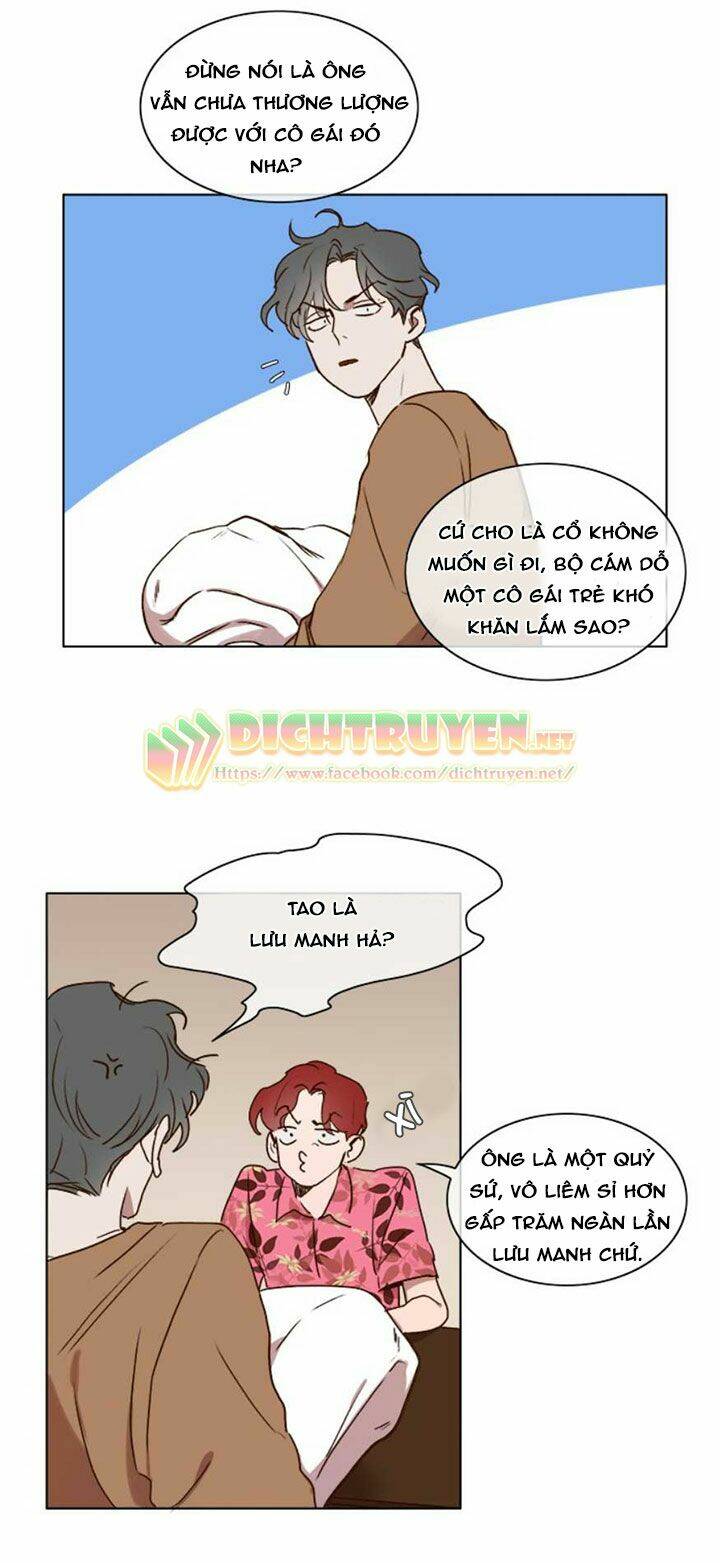 ĐỪNG NÓI LÀ ÔNG
VẪN CHƯA THƯƠNG LƯỢNG
ĐƯỢC VỚI CÔ GÁI ĐÓ
NHA?
CỨ CHO LÀ CỔ KHÔNG
MUỐN GÌ ĐI, BỘ CÁM DỖ
MỘT CÔ GÁI TRẺ KHÓ
KHĂN LẮM SAO?
DICHTRUYEN.NET
Https://www.facebook.com/dichtruyen.net/
TAO LÀ
LƯU MANH HẢ?
XÍ
ÔNG LÀ MỘT QUỶ
SỨ, VÔ LIÊM SỈ HƠN
GẤP TRĂM NGÀN LẦN
LƯU MANH CHỨ.